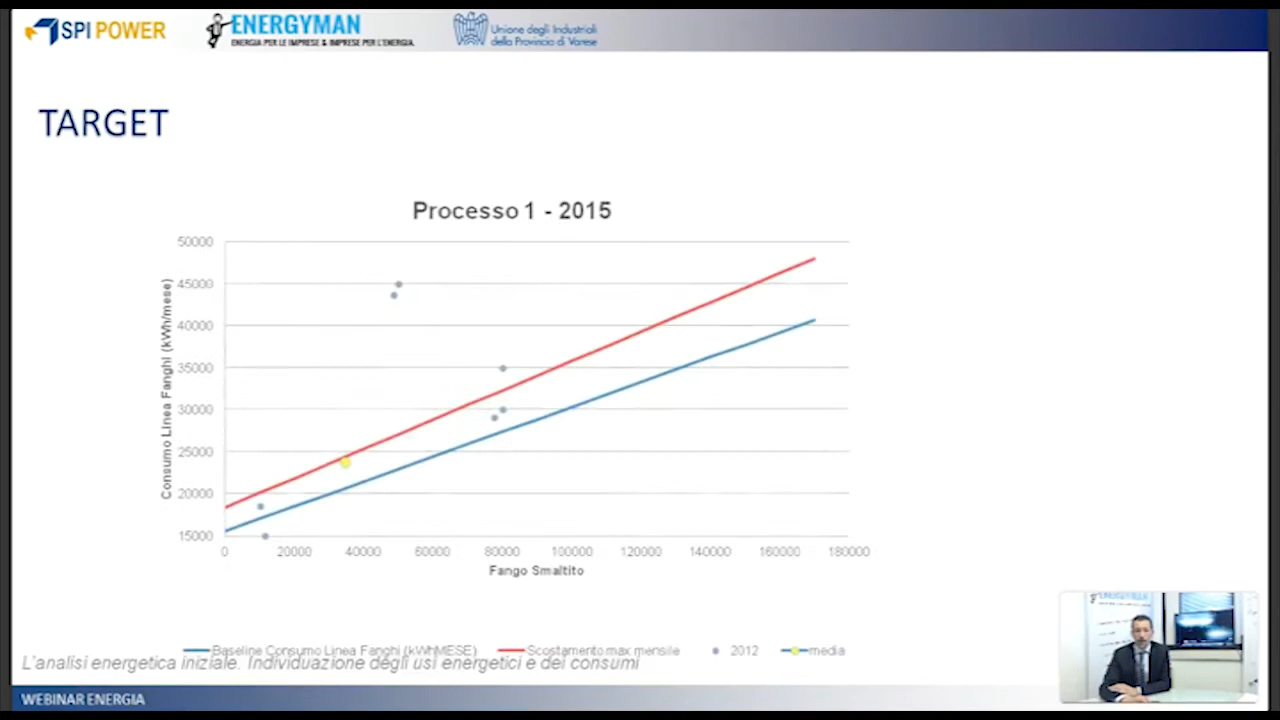 SPI POWER
ENERGYMAN
ENERGIA PER LE IMPRESE & IMPRESE PER L'ENERGIA.
Unione degli Industriali
della Provincia di Varese
TARGET
Processo 1 - 2015
Consumo Linea Fanghi (kWh/mese)
50000
45000
40000
35000
30000
25000
20000
15000
0 20000 40000 60000 80000 100000 120000 140000 160000 180000
Fango Smaltito
Baseline Consumo Linea Fanghi (kWh\MESE) Scostamento max mensile 2012 media
L'analisi energetica iniziale. Individuazione degli usi energetici e dei consumi
WEBINAR ENERGIA
ENERGYMAN